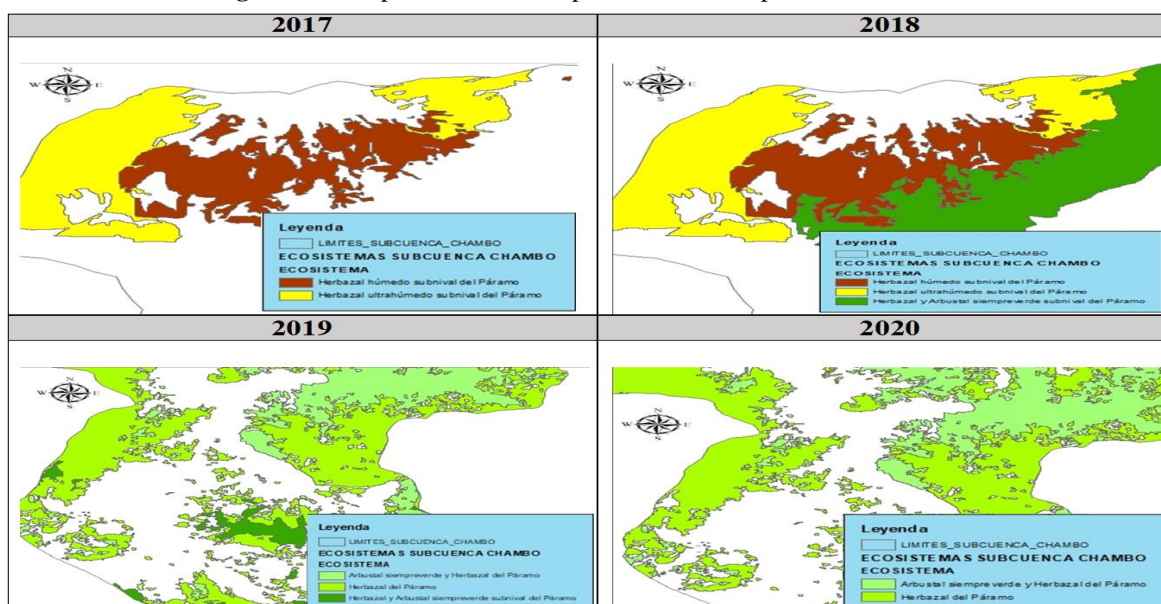 2017
2018
N
W E
S
Leyenda
LIMITES_SUBCUENCA_CHAMBO
ECOSISTEMAS SUBCUENCA CHAMBO
ECOSISTEMA
Herbazal húmedo subnival del Páramo
Herbazal ultrahúmedo subnival del Páramo
N
W E
S
Leyenda
LIMITES_SUBCUENCA_CHAMBO
ECOSISTEMAS SUBCUENCA CHAMBO
ECOSISTEMA
Herbazal húmedo subnival del Páramo
Herbazal ultrahúmedo subnival del Páramo
Herbazal y Arbustal siempreverde subnival del Páramo
2019
2020
N
W E
S
Leyenda
LIMITES_SUBCUENCA_CHAMBO
ECOSISTEMAS SUBCUENCA CHAMBO
ECOSISTEMA
Arbustal siempreverde y Herbazal del Páramo
Herbazal del Páramo
Herbazal y Arbustal siempreverde subnival del Páramo
N
W E
S
Leyenda
LIMITES_SUBCUENCA_CHAMBO
ECOSISTEMAS SUBCUENCA CHAMBO
ECOSISTEMA
Arbustal siempreverde y Herbazal del Páramo
Herbazal del Páramo